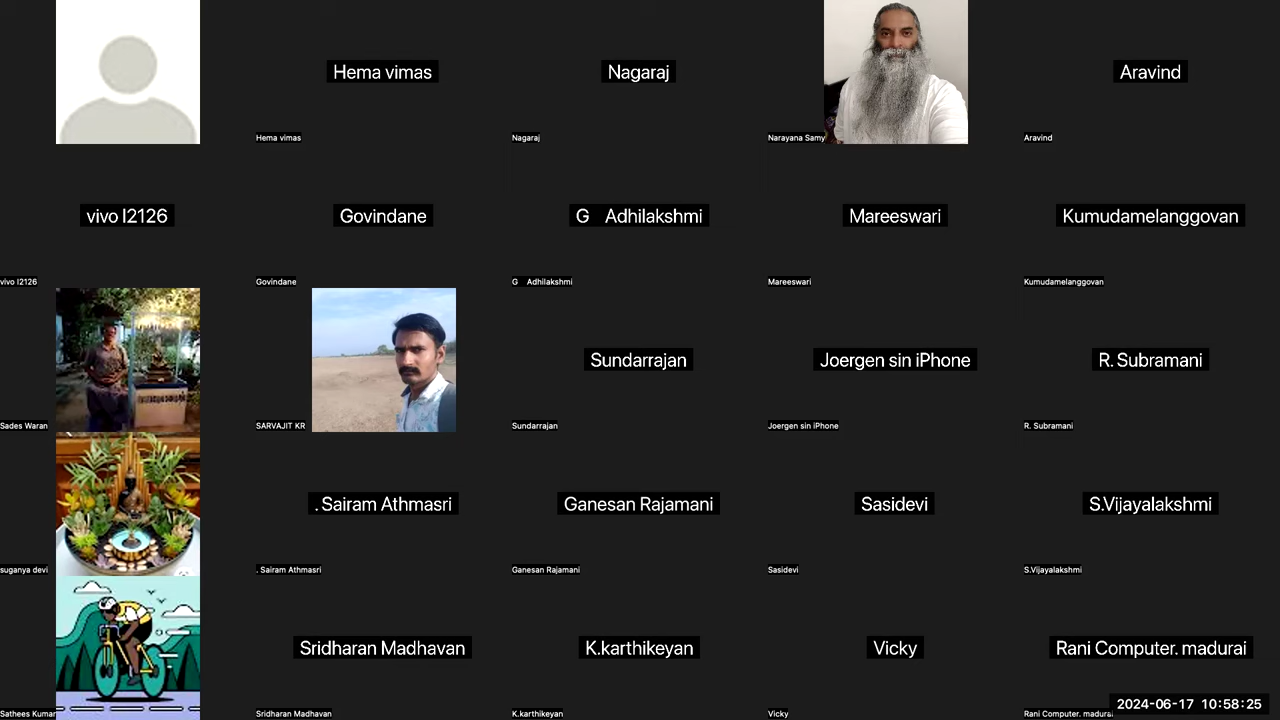 Hema vimas
Nagaraj
Aravind
Hema vimas
Nagaraj
Narayana Samy
Aravind
vivo I2126
Govindane
G Adhilakshmi
Mareeswari
Kumudamelanggovan
vivo I2126
Govindane
G Adhilakshmi
Mareeswari
Kumudamelanggovan
Sundarrajan
Joergen sin iPhone
R. Subramani
Sades Waran
SARVAJIT KR
Sundarrajan
Joergen sin iPhone
R. Subramani
. Sairam Athmasri
Ganesan Rajamani
Sasidevi
S.Vijayalakshmi
suganya devi
. Sairam Athmasri
Ganesan Rajamani
Sasidevi
S.Vijayalakshmi
Sridharan Madhavan
K.karthikeyan
Vicky
Rani Computer. madurai
Sathees Kumar
Sridharan Madhavan
K.karthikeyan
Vicky
Rani Computer. madurai
2024-06-17 10:58:25